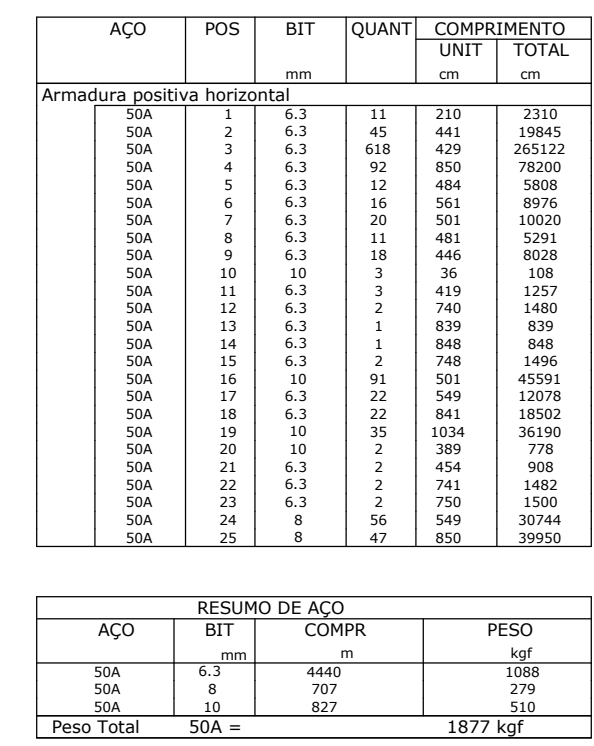 AÇO POS BIT QUANT COMPRIMENTO
UNIT TOTAL
mm cm cm
Armadura positiva horizontal
50A 1 6.3 11 210 2310
50A 2 6.3 45 441 19845
50A 3 6.3 618 429 265122
50A 4 6.3 92 850 78200
50A 5 6.3 12 484 5808
50A 6 6.3 16 561 8976
50A 7 6.3 20 501 10020
50A 8 6.3 11 481 5291
50A 9 6.3 18 446 8028
50A 10 10 3 36 108
50A 11 6.3 3 419 1257
50A 12 6.3 2 740 1480
50A 13 6.3 1 839 839
50A 14 6.3 1 848 848
50A 15 6.3 2 748 1496
50A 16 10 91 501 45591
50A 17 6.3 22 549 12078
50A 18 6.3 22 841 18502
50A 19 10 35 1034 36190
50A 20 10 2 389 778
50A 21 6.3 2 454 908
50A 22 6.3 2 741 1482
50A 23 6.3 2 750 1500
50A 24 8 56 549 30744
50A 25 8 47 850 39950
RESUMO DE AÇO
AÇO BIT COMPR PESO
mm m kgf
50A 6.3 4440 1088
50A 8 707 279
50A 10 827 510
Peso Total 50A = 1877 kgf